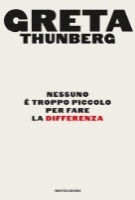 GRETA
THUNBERG
NESSUNO
È TROPPO PICCOLO
PER FARE
LA DIFFERENZA
MONDADORI